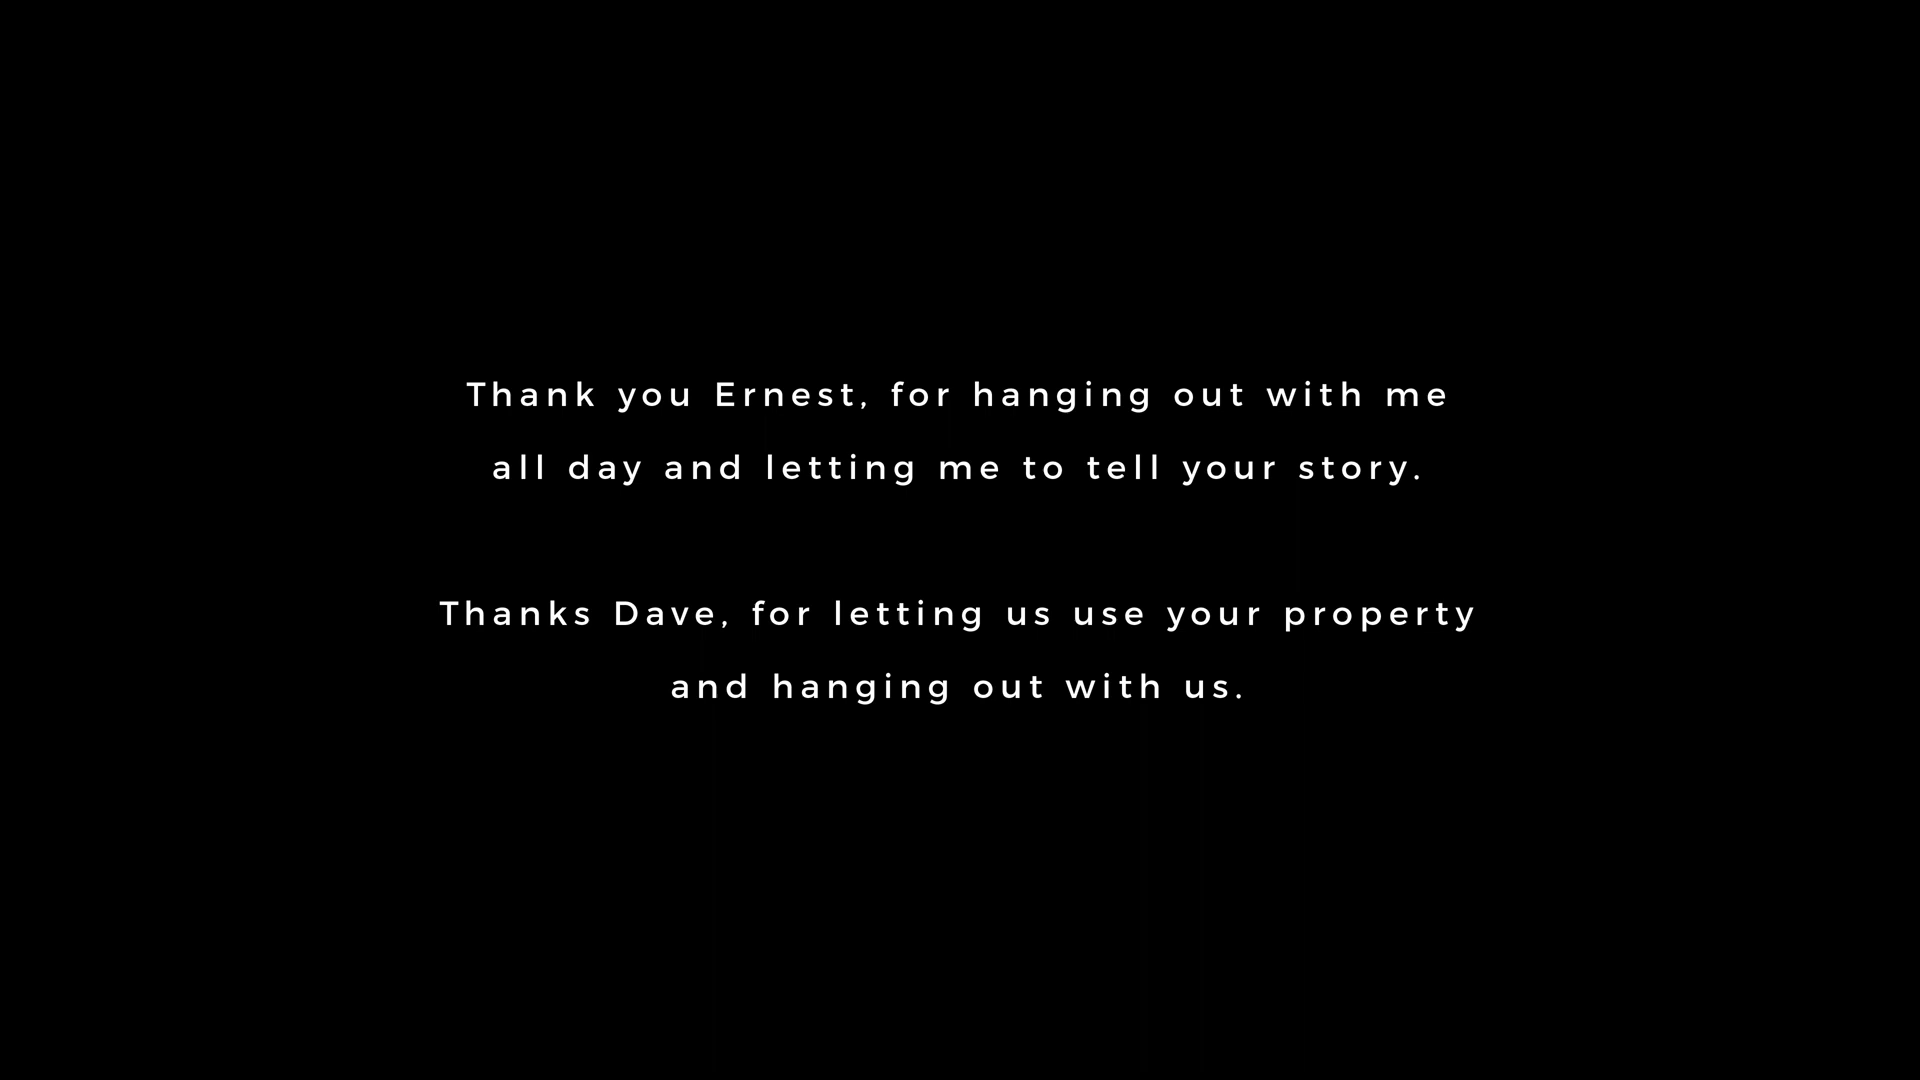 Thank you Ernest, for hanging out with me
all day and letting me to tell your story.
Thanks Dave, for letting us use your property
and hanging out with us.